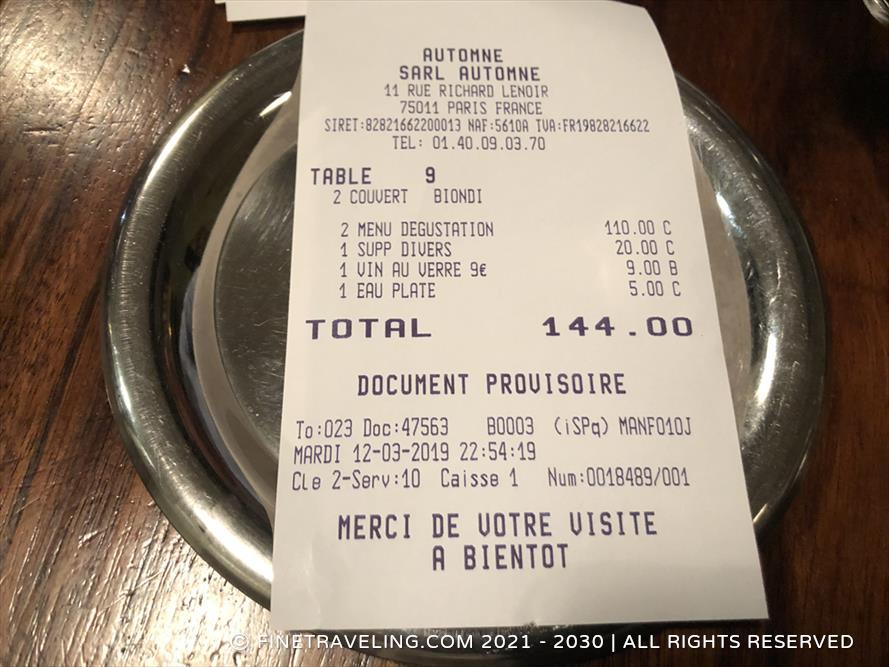 AUTOMNE
SARL AUTOMNE
11 RUE RICHARD LENOIR
75011 PARIS FRANCE
SIRET:82821662200013 NAF:5610A TVA:FR19828216622
TEL: 01.40.09.03.70
TABLE 9
2 COUVERT BIONDI
2 MENU DEGUSTATION 110.00 C
1 SUPP DIVERS 20.00 C
1 VIN AU VERRE 9€ 9.00 B
1 EAU PLATE 5.00 C
TOTAL 144.00
DOCUMENT PROVISOIRE
To:023 Doc:47563 B0003 (iSPq) MANF010J
MARDI 12-03-2019 22:54:19
Cle 2-Serv:10 Caisse 1 Num:0018489/001
MERCI DE VOTRE VISITE
A BIENTOT
© FINETRAVELING.COM 2021 - 2030 | ALL RIGHTS RESERVED